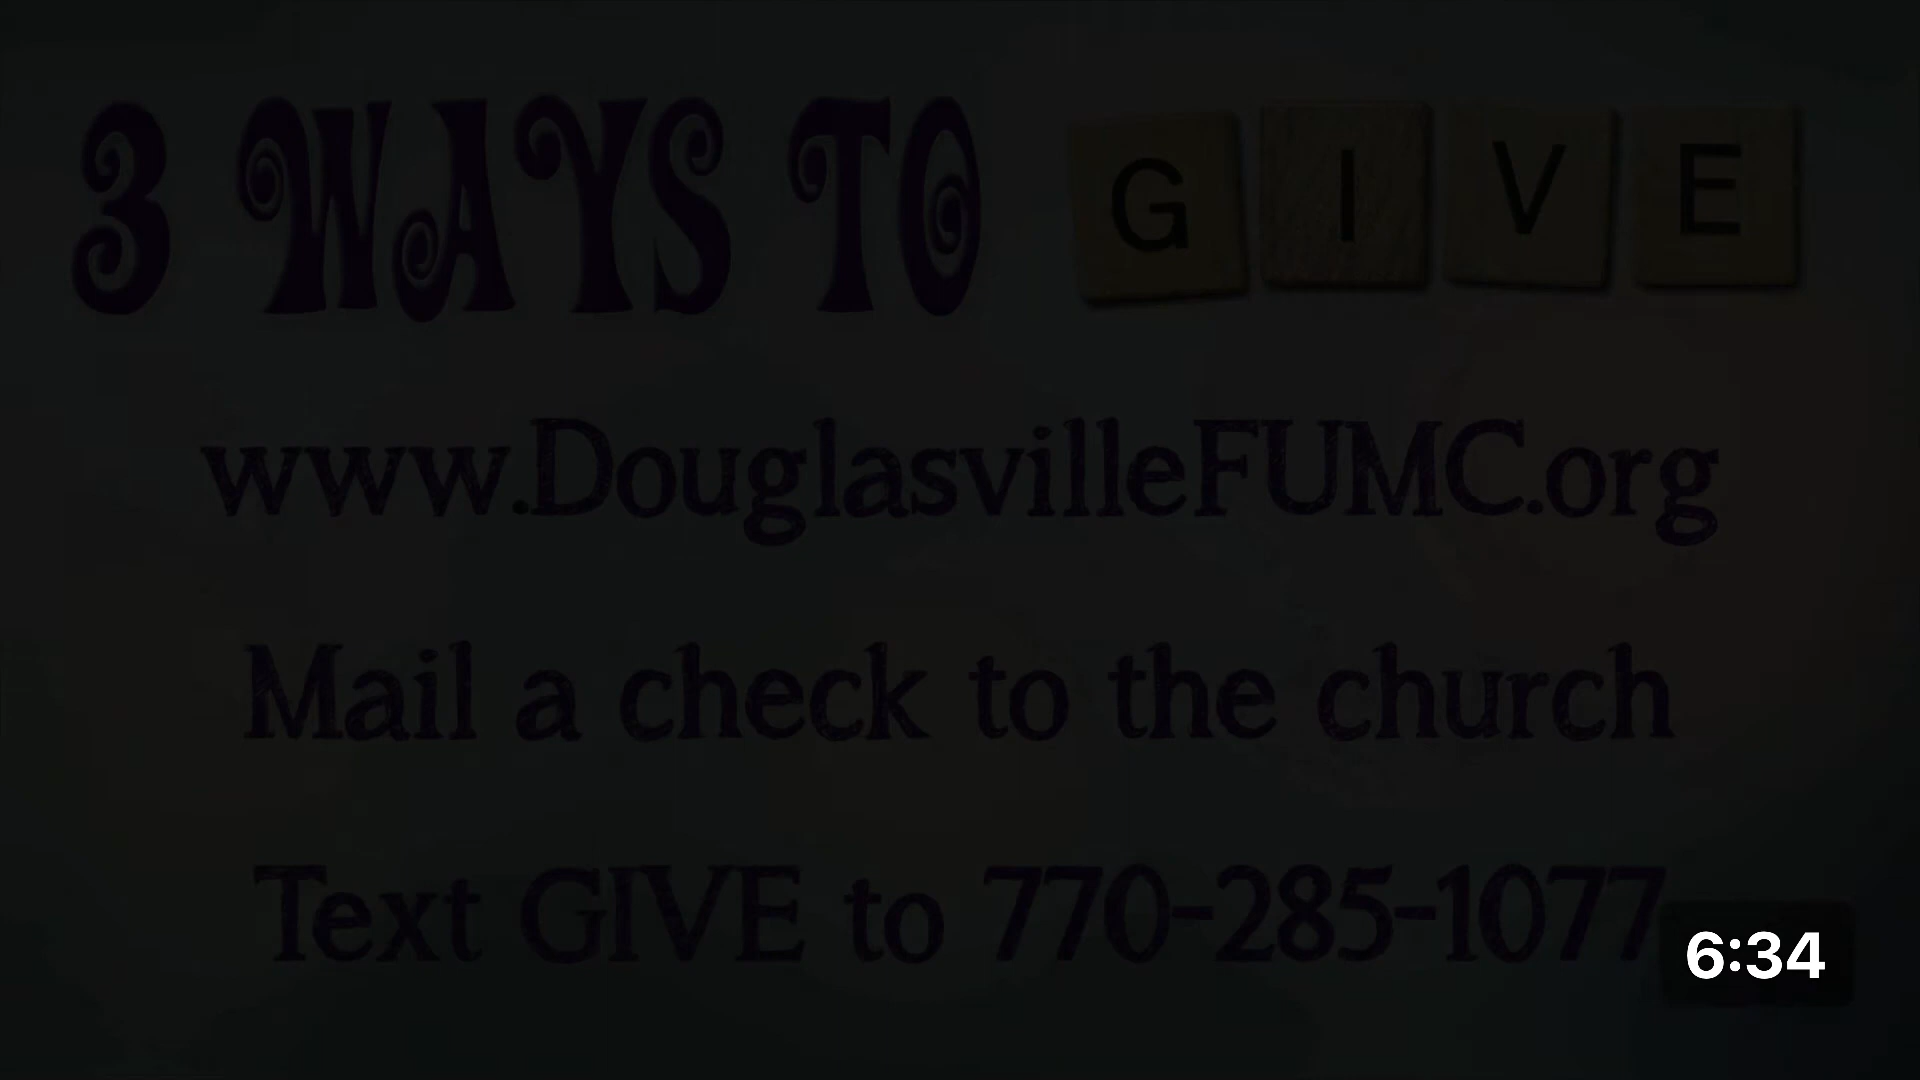 3 WAYS TO GIVE
www.DouglasvilleFUMC.org
Mail a check to the church
Text GIVE to 770-285-1077
6:34